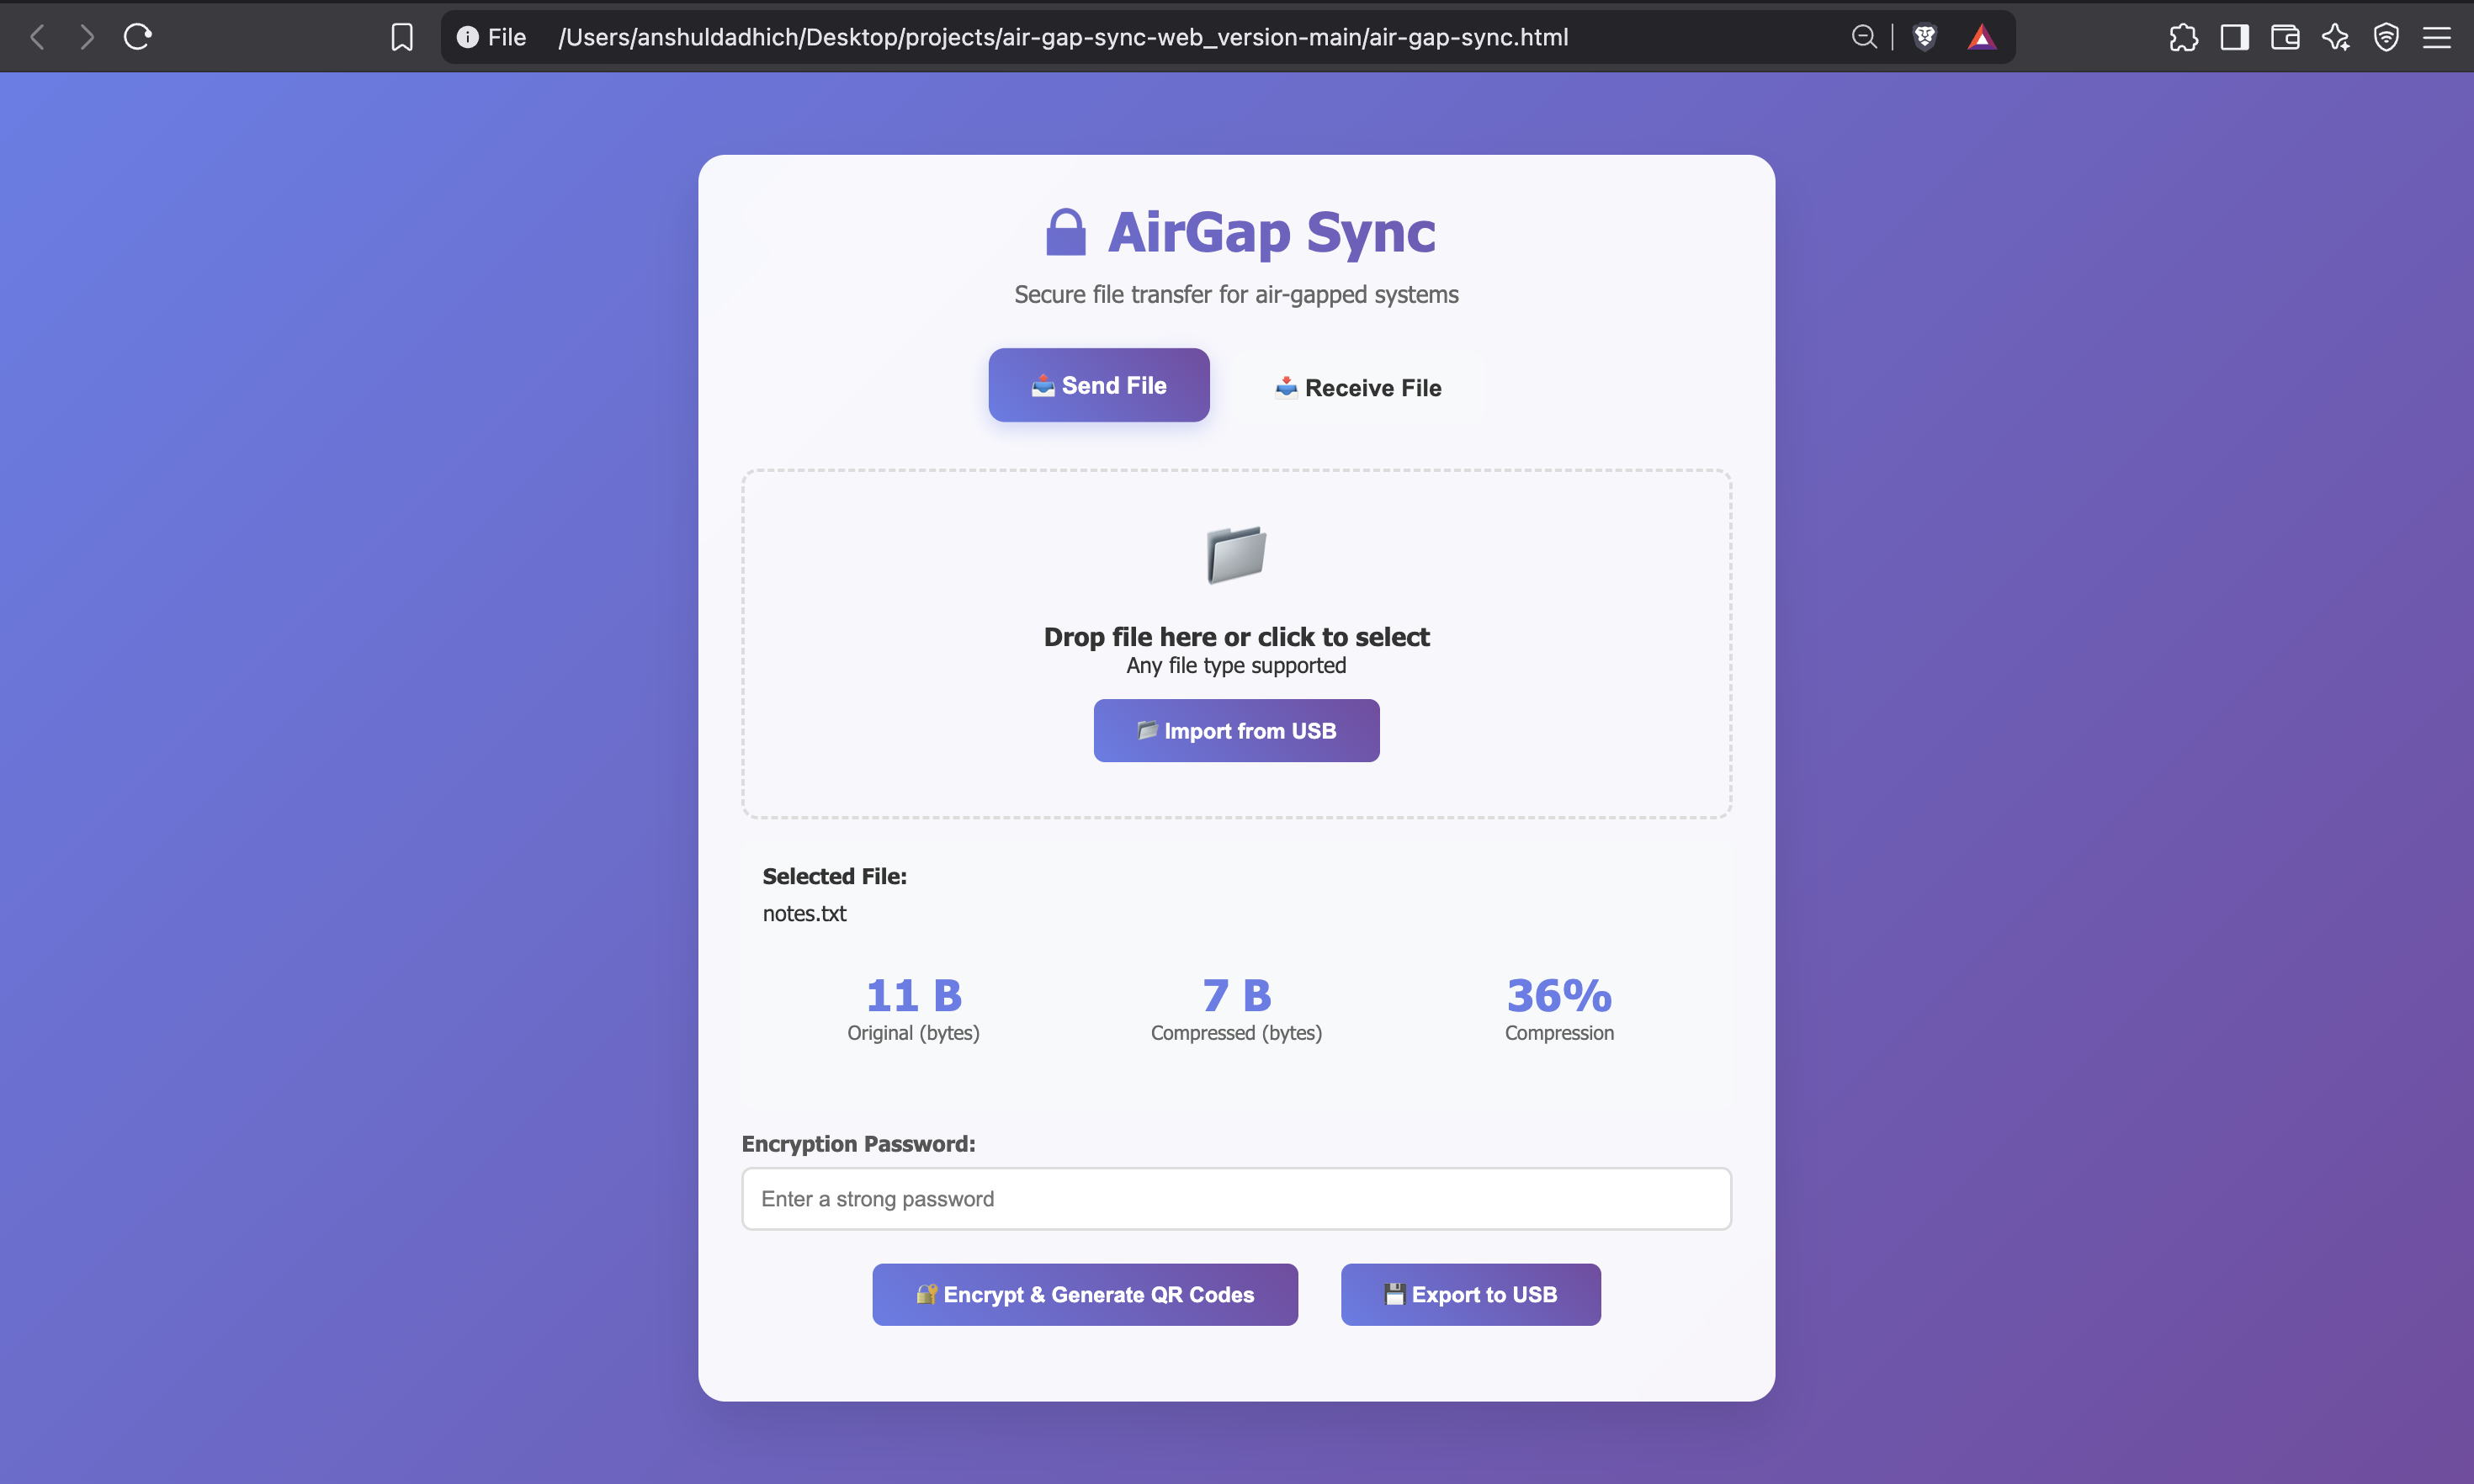 File /Users/anshuldadhich/Desktop/projects/air-gap-sync-web_version-main/air-gap-sync.html
AirGap Sync
Secure file transfer for air-gapped systems
Send File
Receive File
Drop file here or click to select
Any file type supported
Import from USB
Selected File:
notes.txt
11 B
Original (bytes)
7 B
Compressed (bytes)
36%
Compression
Encryption Password:
Enter a strong password
Encrypt & Generate QR Codes
Export to USB